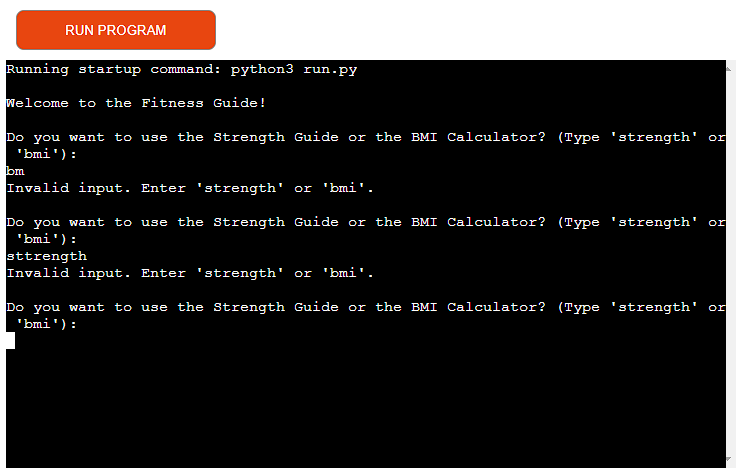 RUN PROGRAM
Running startup command: python3 run.py
Welcome to the Fitness Guide!
Do you want to use the Strength Guide or the BMI Calculator? (Type 'strength' or
'bmi'):
bm
Invalid input. Enter 'strength' or 'bmi'.
Do you want to use the Strength Guide or the BMI Calculator? (Type 'strength' or
'bmi'):
sttrength
Invalid input. Enter 'strength' or 'bmi'.
Do you want to use the Strength Guide or the BMI Calculator? (Type 'strength' or
'bmi'):